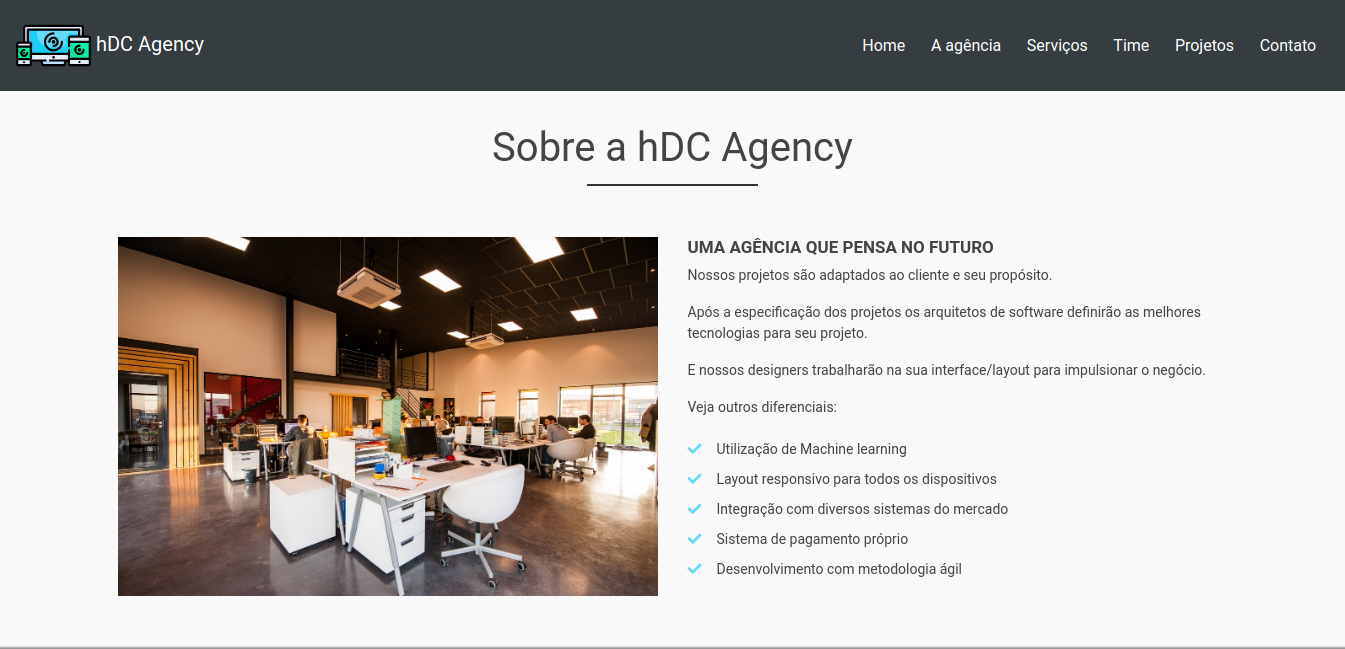 hDC Agency
Home A agência Serviços Time Projetos Contato
Sobre a hDC Agency
UMA AGÊNCIA QUE PENSA NO FUTURO
Nossos projetos são adaptados ao cliente e seu propósito.
Após a especificação dos projetos os arquitetos de software definirão as melhores
tecnologias para seu projeto.
E nossos designers trabalharão na sua interface/layout para impulsionar o negócio.
Veja outros diferenciais:
Utilização de Machine learning
Layout responsivo para todos os dispositivos
Integração com diversos sistemas do mercado
Sistema de pagamento próprio
Desenvolvimento com metodologia ágil